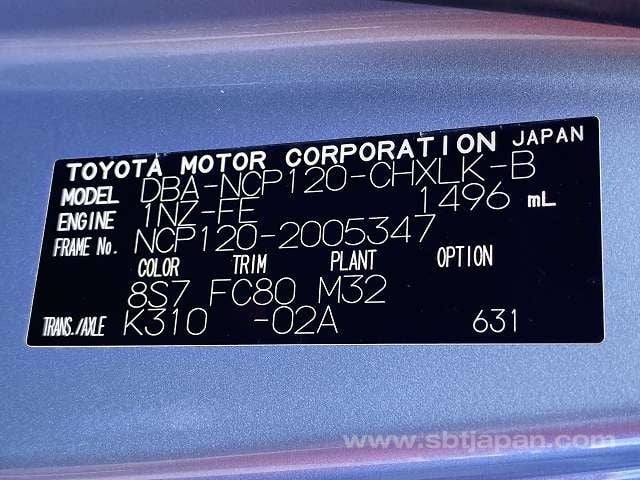 TOYOTA MOTOR CORPORATION JAPAN
MODEL DBA-NCP120-CHXLK-B
ENGINE 1NZ-FE 1496 mL
FRAME No. NCP120-2005347
COLOR TRIM PLANT OPTION
8S7 FC80 M32
TRANS./AXLE K310 -02A 631
www.sbtjapan.com